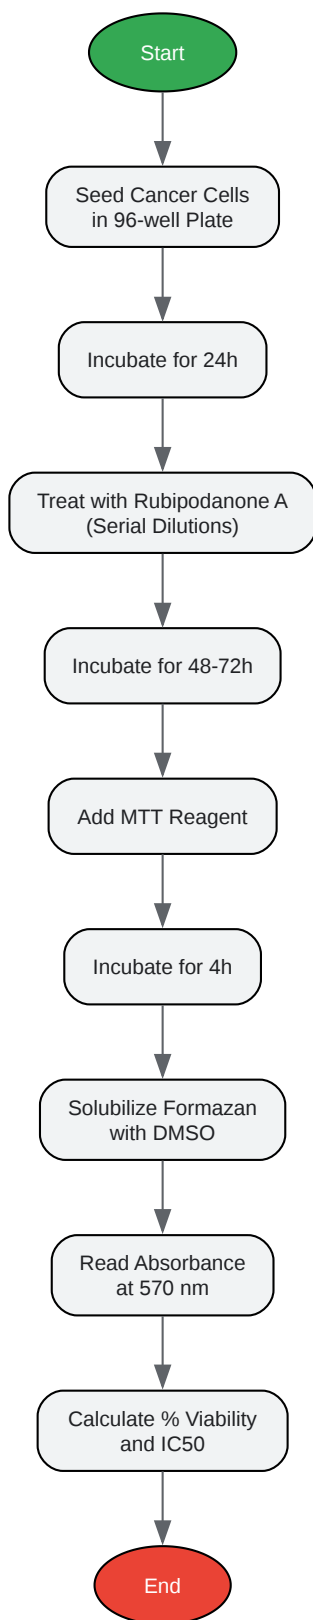 Start
Seed Cancer Cells
in 96-well Plate
Incubate for 24h
Treat with Rubipodanone A
(Serial Dilutions)
Incubate for 48-72h
Add MTT Reagent
Incubate for 4h
Solubilize Formazan
with DMSO
Read Absorbance
at 570 nm
Calculate % Viability
and IC50
End